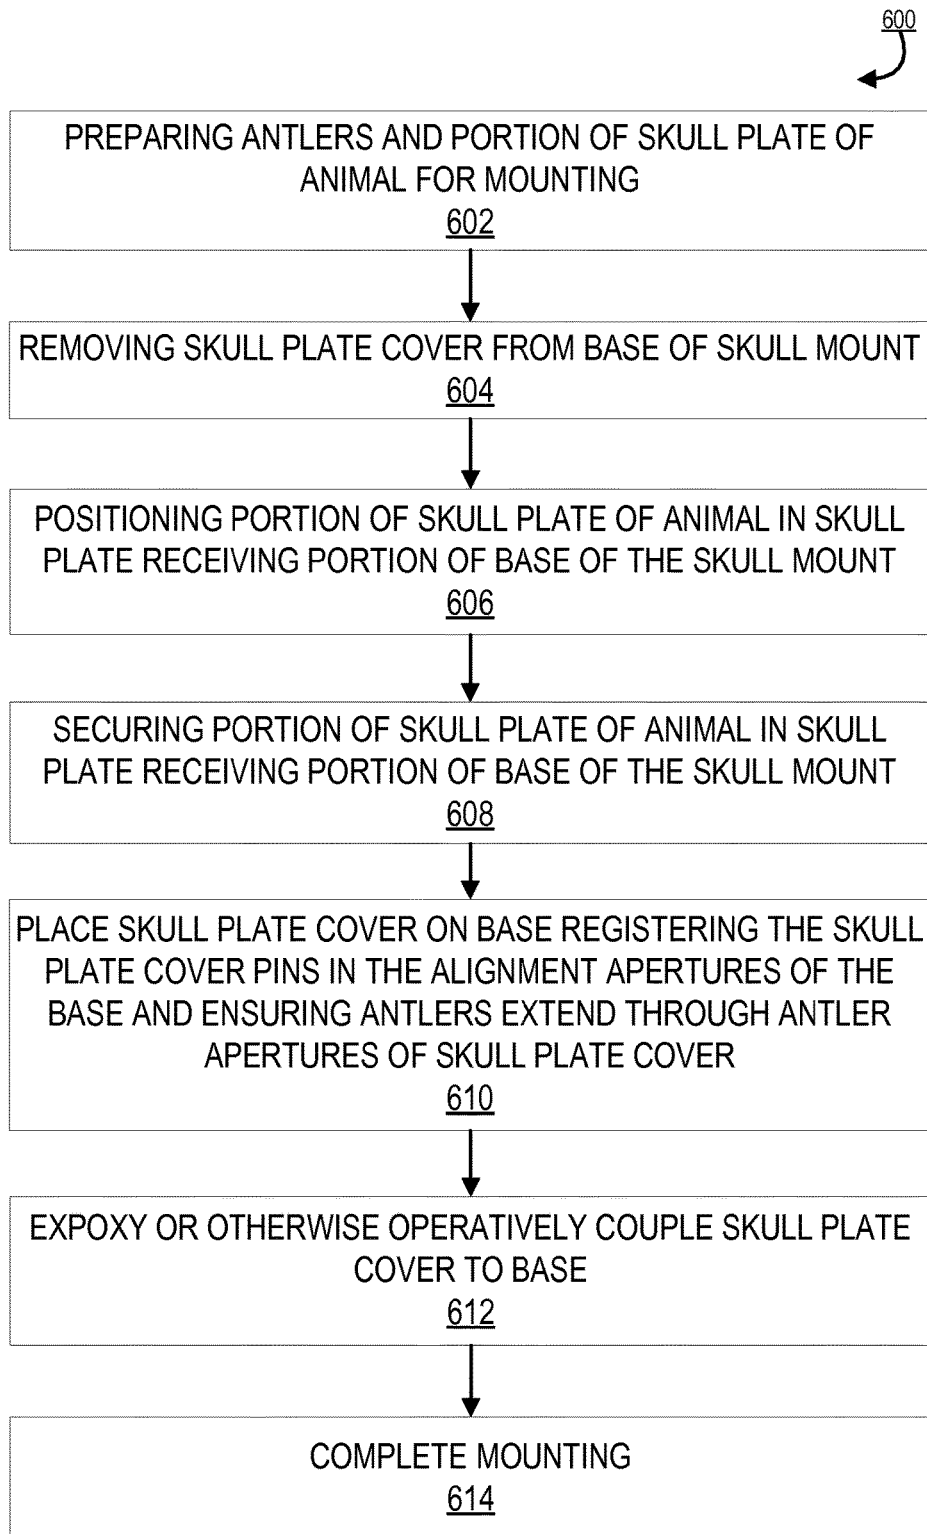 600
PREPARING ANTLERS AND PORTION OF SKULL PLATE OF
ANIMAL FOR MOUNTING
602
REMOVING SKULL PLATE COVER FROM BASE OF SKULL MOUNT
604
POSITIONING PORTION OF SKULL PLATE OF ANIMAL IN SKULL
PLATE RECEIVING PORTION OF BASE OF THE SKULL MOUNT
606
SECURING PORTION OF SKULL PLATE OF ANIMAL IN SKULL
PLATE RECEIVING PORTION OF BASE OF THE SKULL MOUNT
608
PLACE SKULL PLATE COVER ON BASE REGISTERING THE SKULL
PLATE COVER PINS IN THE ALIGNMENT APERTURES OF THE
BASE AND ENSURING ANTLERS EXTEND THROUGH ANTLER
APERTURES OF SKULL PLATE COVER
610
EXPOXY OR OTHERWISE OPERATIVELY COUPLE SKULL PLATE
COVER TO BASE
612
COMPLETE MOUNTING
614